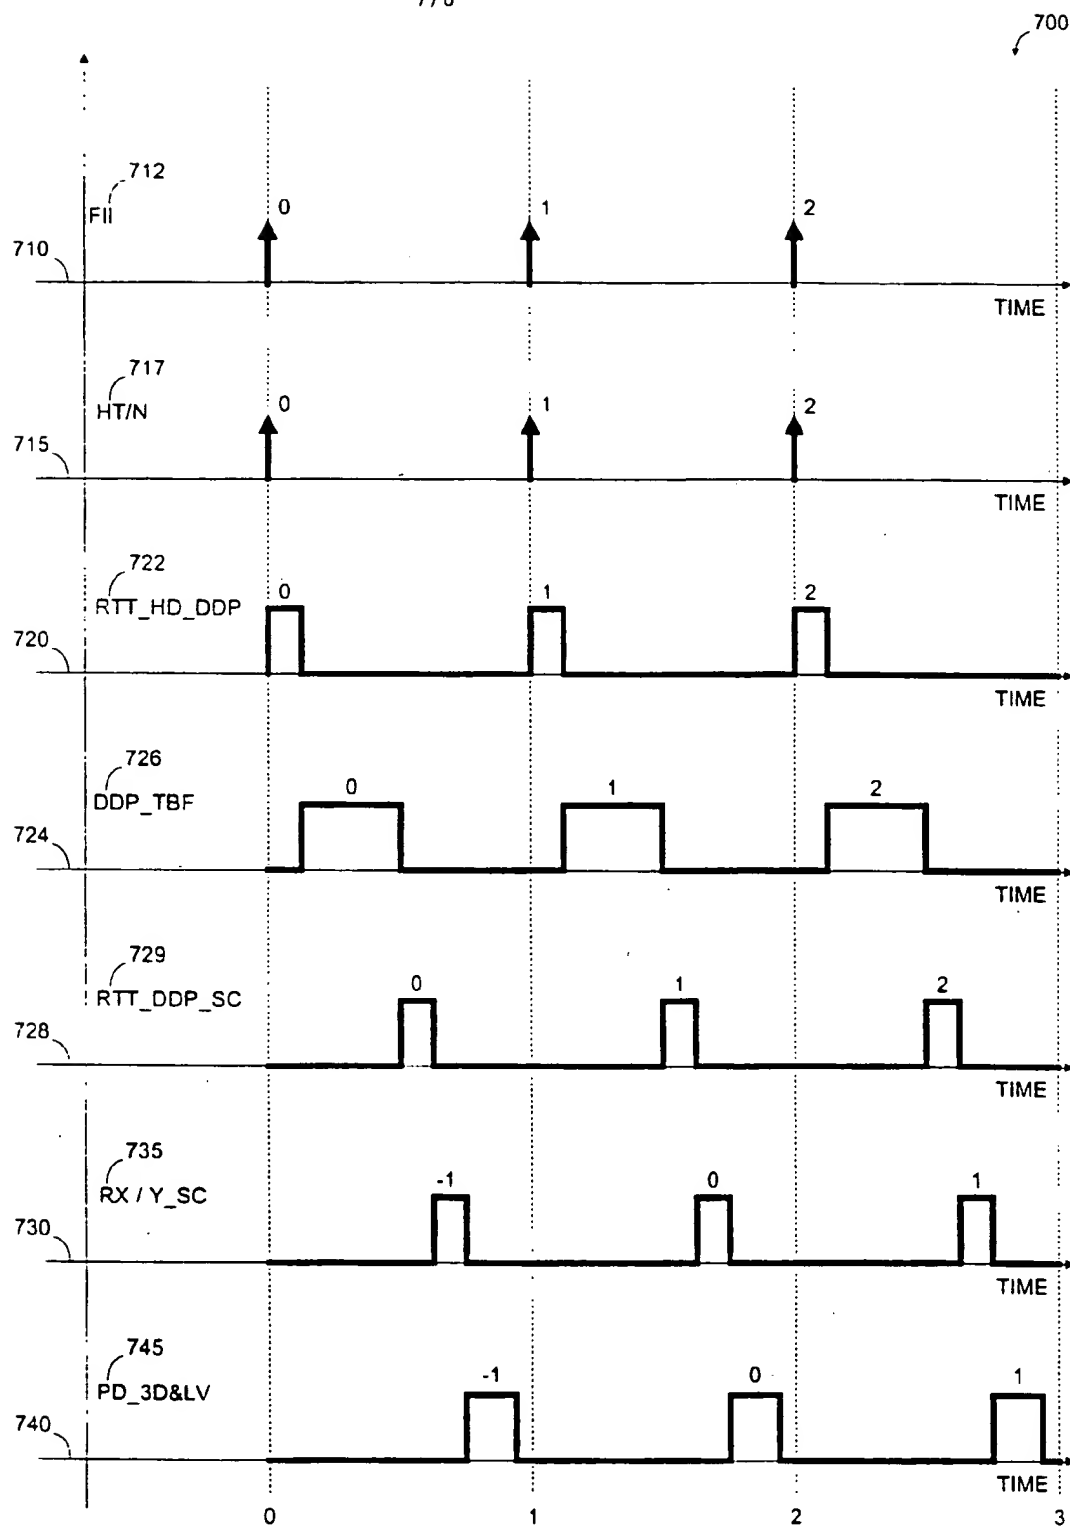 700
712
FII
0 1 2
710
TIME
717
HT/N
0 1 2
715
TIME
722
RTT_HD_DDP
0 1 2
720
TIME
726
DDP_TBF
0 1 2
724
TIME
729
RTT_DDP_SC
0 1 2
728
TIME
735
RX / Y_SC
-1 0 1
730
TIME
745
PD_3D&LV
-1 0 1
740
TIME
0 1 2 3